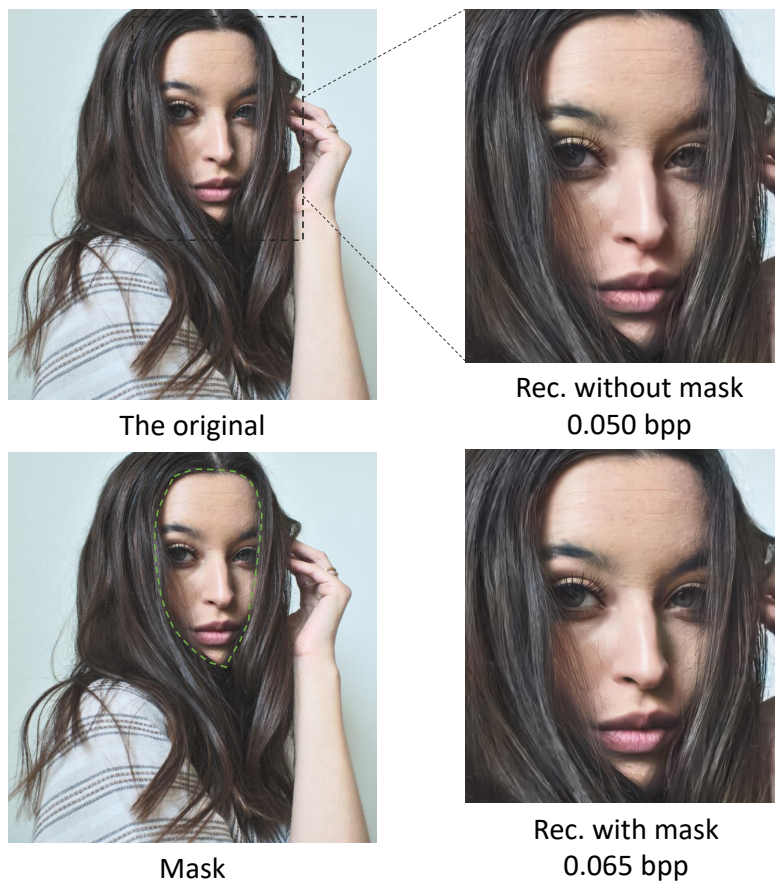 The original
Rec. without mask
0.050 bpp
Mask
Rec. with mask
0.065 bpp